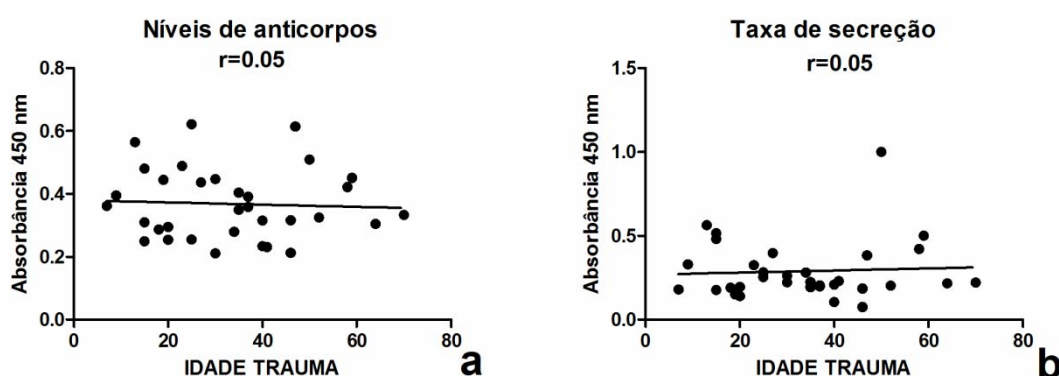 Níveis de anticorpos
r=0.05
Absorbância 450 nm
0.8
0.6
0.4
0.2
0.0
0
20
40
60
80
IDADE TRAUMA
a
Taxa de secreção
r=0.05
Absorbância 450 nm
1.5
1.0
0.5
0.0
0
20
40
60
80
IDADE TRAUMA
b